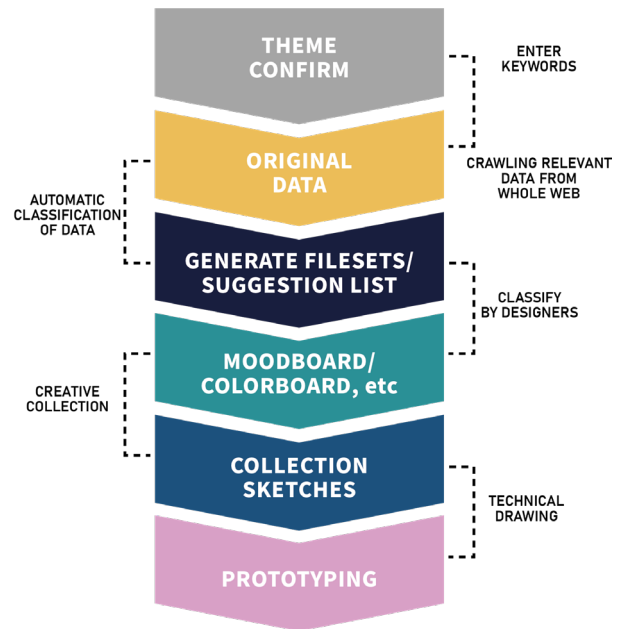 THEME
CONFIRM
ENTER
KEYWORDS
ORIGINAL
DATA
CRAWLING RELEVANT
DATA FROM
WHOLE WEB
AUTOMATIC
CLASSIFICATION
OF DATA
GENERATE FILESETS/
SUGGESTION LIST
CLASSIFY
BY DESIGNERS
MOODBOARD/
COLORBOARD, etc
CREATIVE
COLLECTION
COLLECTION
SKETCHES
TECHNICAL
DRAWING
PROTOTYPING